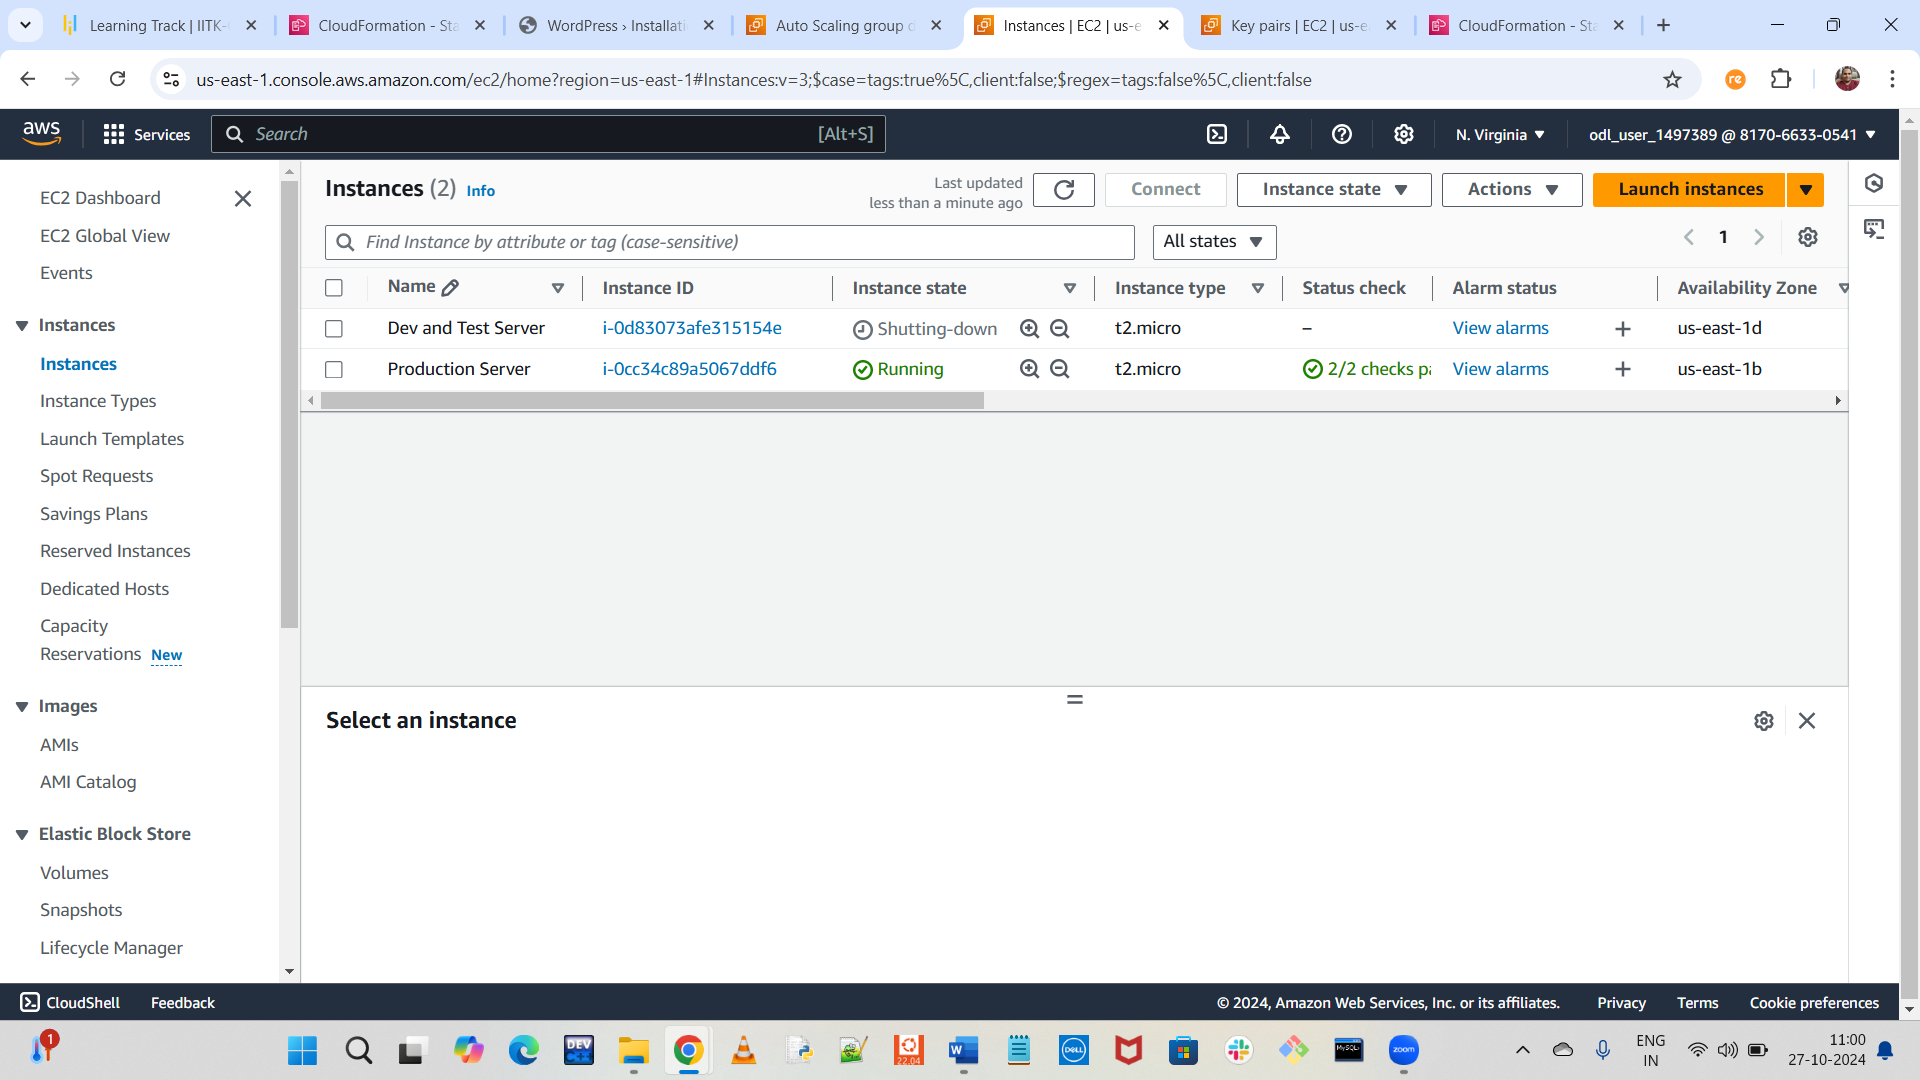 Learning Track | IITK-
CloudFormation - Sta
WordPress › Installati
Auto Scaling group d
Instances | EC2 | us-e
Key pairs | EC2 | us-ea
CloudFormation - Sta
us-east-1.console.aws.amazon.com/ec2/home?region=us-east-1#Instances:v=3;$case=tags:true%5C,client:false;$regex=tags:false%5C,client:false
re
aws
Services
Search
[Alt+S]
N. Virginia
odl_user_1497389 @ 8170-6633-0541
EC2 Dashboard
EC2 Global View
Events
Instances
Instances
Instance Types
Launch Templates
Spot Requests
Savings Plans
Reserved Instances
Dedicated Hosts
Capacity
Reservations New
Images
AMIs
AMI Catalog
Elastic Block Store
Volumes
Snapshots
Lifecycle Manager
Instances (2) Info
Last updated
less than a minute ago
Connect
Instance state
Actions
Launch instances
Find Instance by attribute or tag (case-sensitive)
All states
1
Name Instance ID Instance state Instance type Status check Alarm status Availability Zone
Dev and Test Server i-0d83073afe315154e Shutting-down t2.micro – View alarms + us-east-1d
Production Server i-0cc34c89a5067ddf6 Running t2.micro 2/2 checks pa View alarms + us-east-1b
Select an instance
CloudShell
Feedback
© 2024, Amazon Web Services, Inc. or its affiliates.
Privacy
Terms
Cookie preferences
1
DEV
C++
22.04
W
DELL
MySQL
zoom
ENG
IN
11:00
27-10-2024